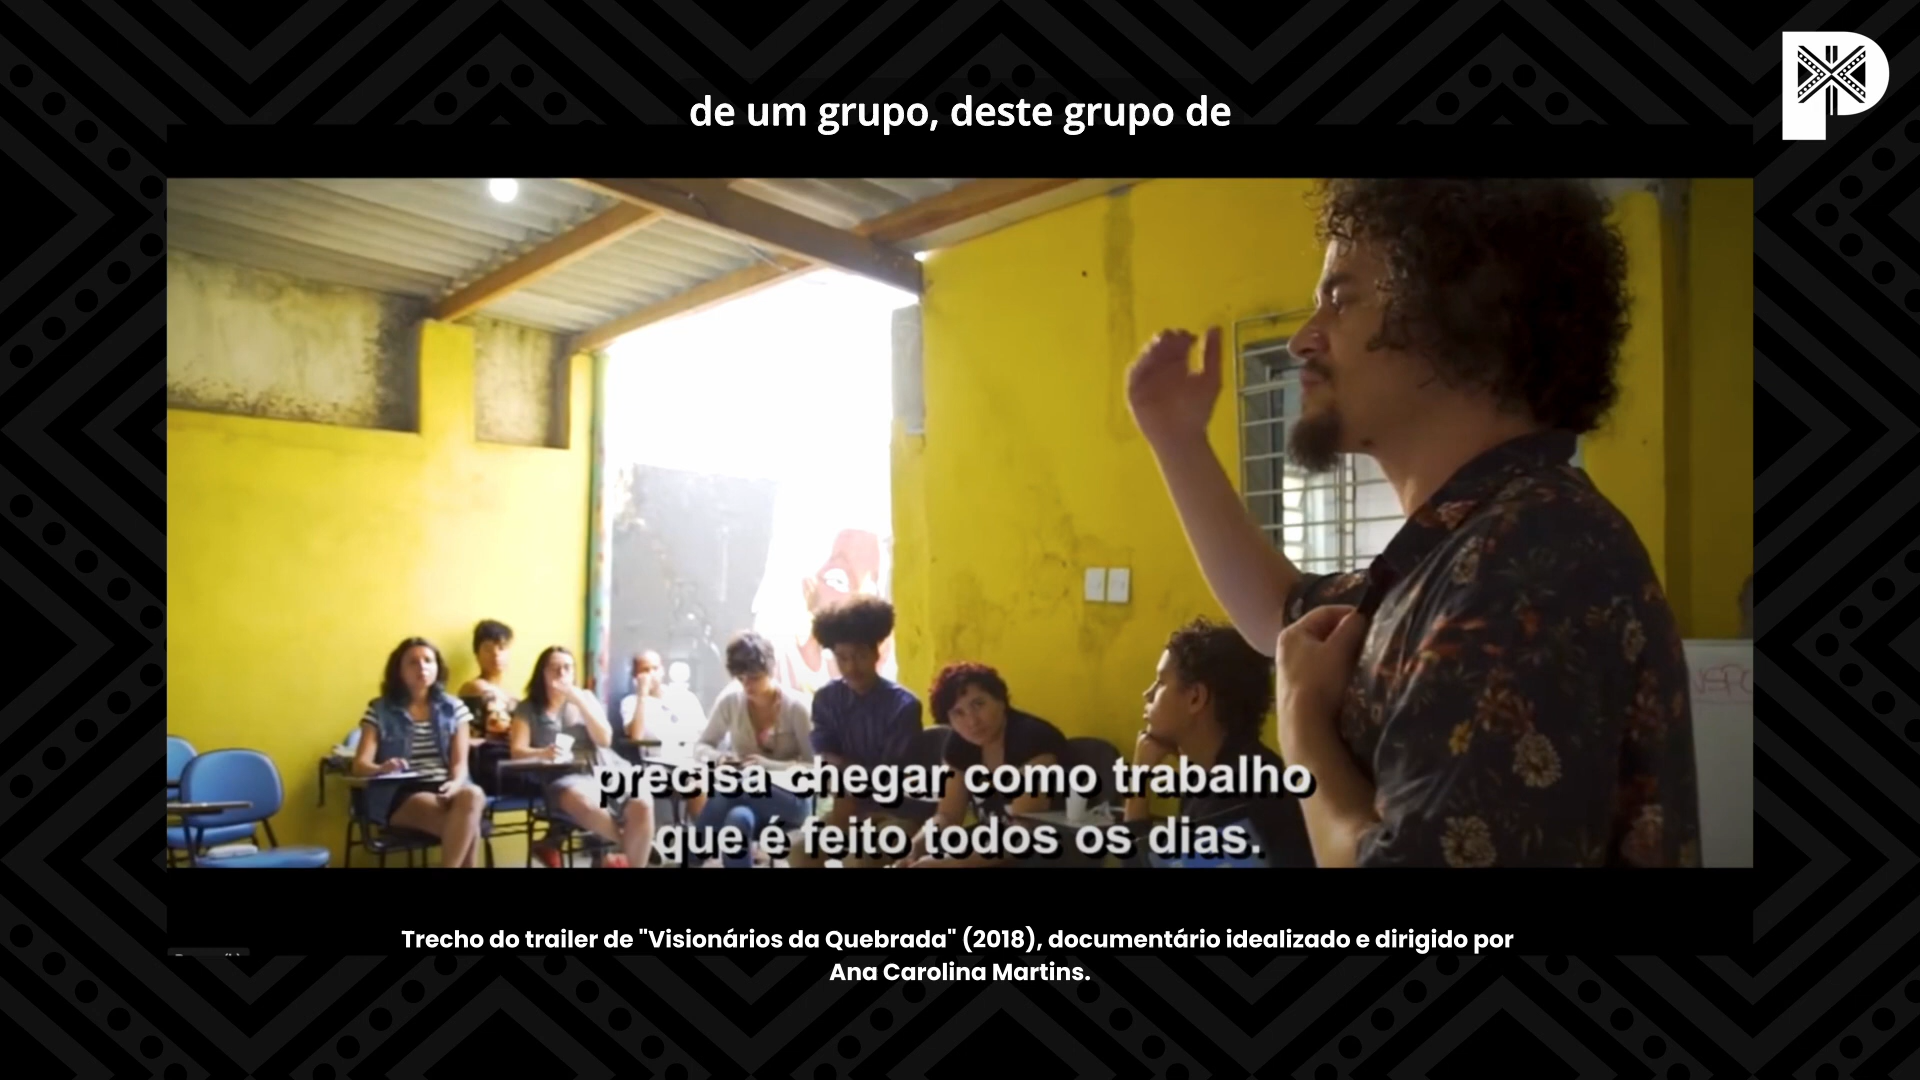 de um grupo, deste grupo de
precisa chegar como trabalho
que é feito todos os dias.
Trecho do trailer de "Visionários da Quebrada" (2018), documentário idealizado e dirigido por
Ana Carolina Martins.